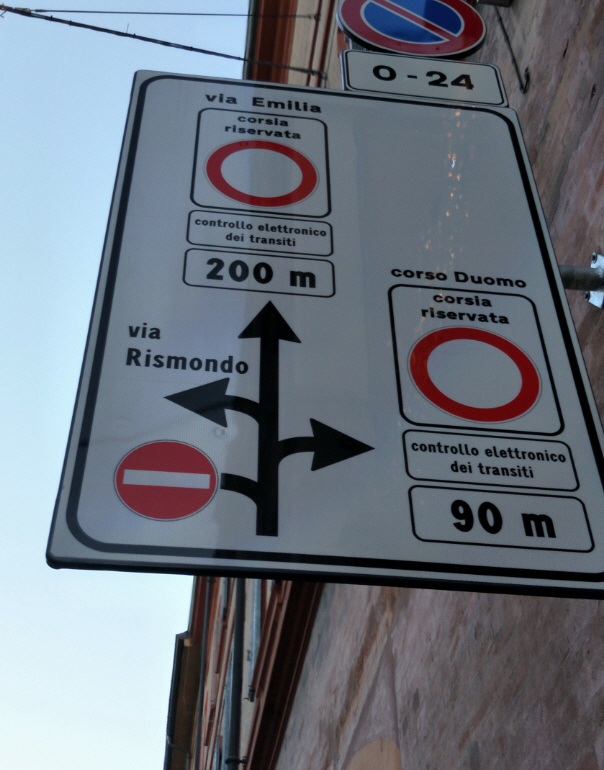 0-24
via Emilia
corsia
riservata
controllo elettronico
dei transiti
200 m
via
Rismondo
corso Duomo
corsia
riservata
controllo elettronico
dei transiti
90 m